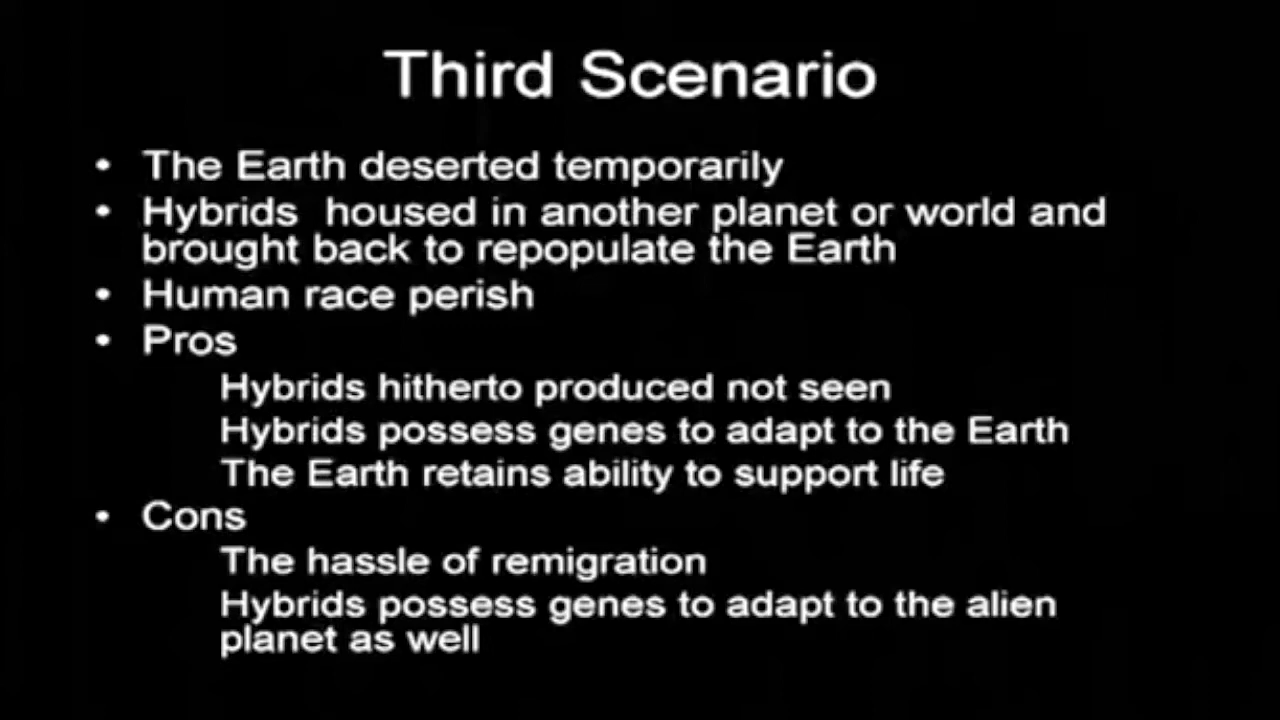 Third Scenario
• The Earth deserted temporarily
• Hybrids  housed in another planet or world and
brought back to repopulate the Earth
• Human race perish
• Pros
Hybrids hitherto produced not seen
Hybrids possess genes to adapt to the Earth
The Earth retains ability to support life
• Cons
The hassle of remigration
Hybrids possess genes to adapt to the alien
planet as well